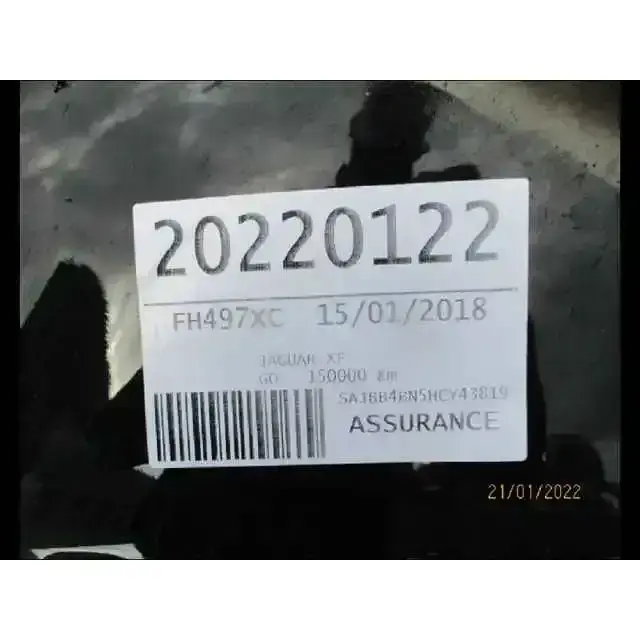 20220122
FH497XC 15/01/2018
JAGUAR XF
GO 150000 Km
SAJBB4BN5HCY43819
ASSURANCE
21/01/2022